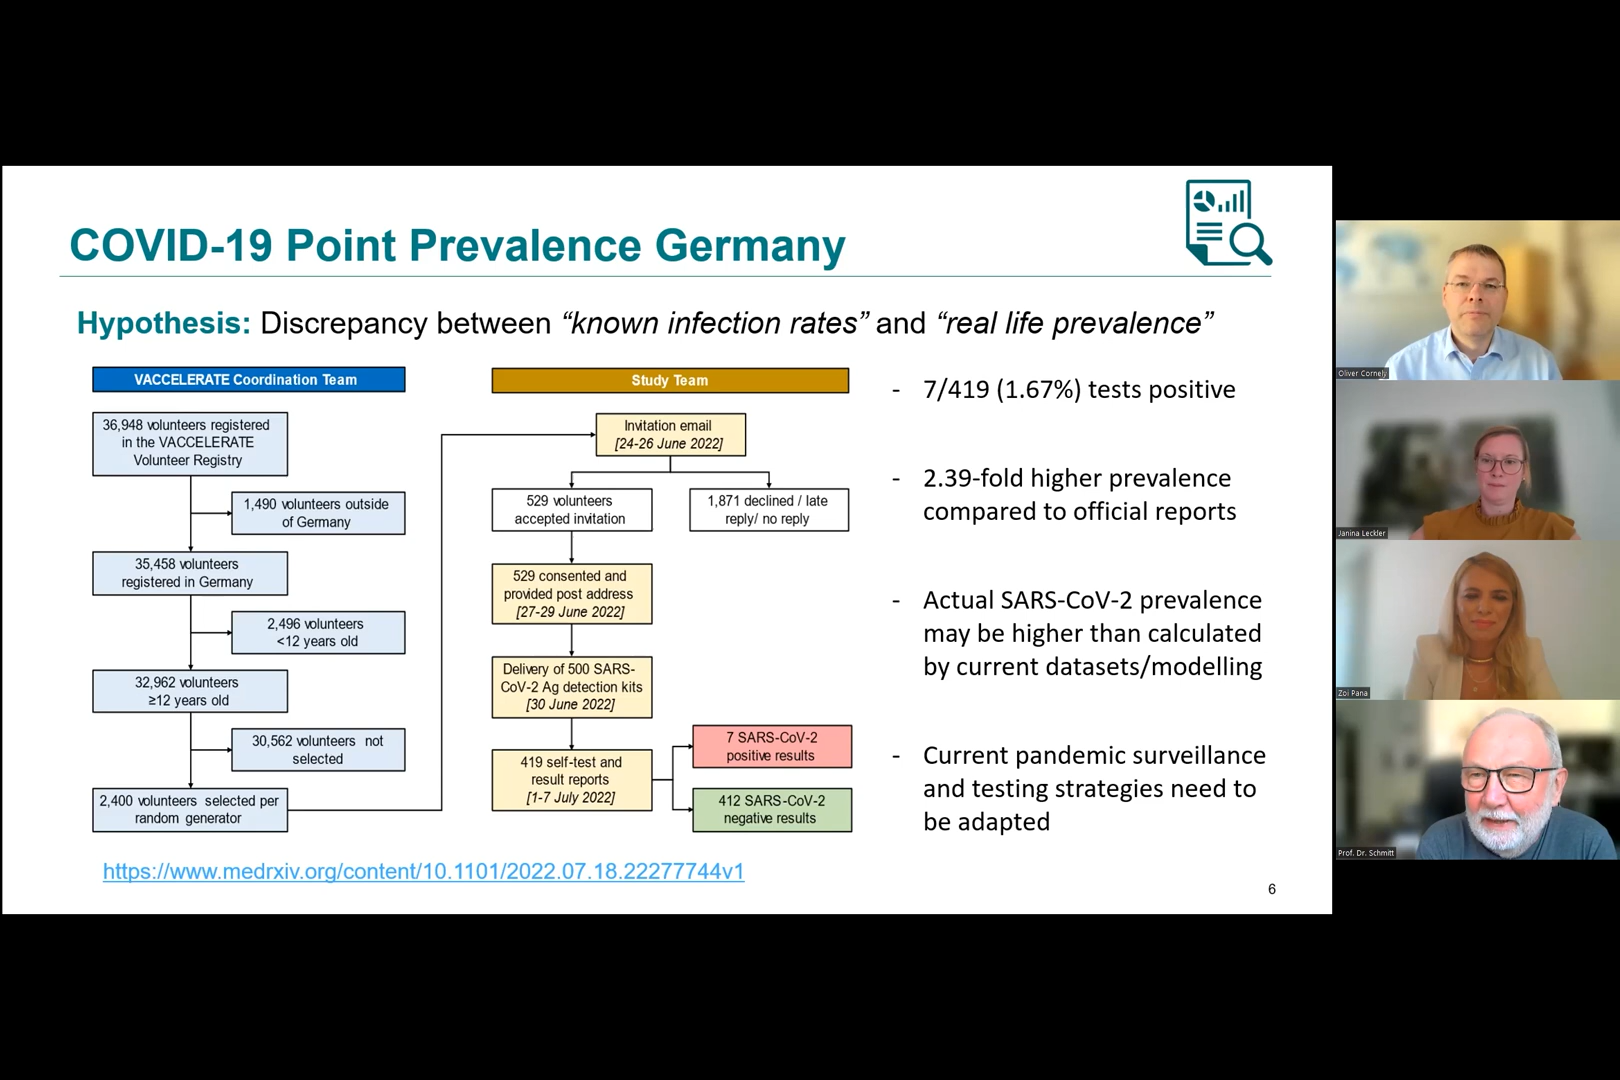 COVID-19 Point Prevalence Germany
Hypothesis: Discrepancy between “known infection rates” and “real life prevalence”
VACCELERATE Coordination Team
36,948 volunteers registered
in the VACCELERATE
Volunteer Registry
1,490 volunteers outside
of Germany
35,458 volunteers
registered in Germany
2,496 volunteers
<12 years old
32,962 volunteers
≥12 years old
30,562 volunteers not
selected
2,400 volunteers selected per
random generator
Study Team
Invitation email
[24-26 June 2022]
529 volunteers
accepted invitation
1,871 declined / late
reply/ no reply
529 consented and
provided post address
[27-29 June 2022]
Delivery of 500 SARS-
CoV-2 Ag detection kits
[30 June 2022]
419 self-test and
result reports
[1-7 July 2022]
7 SARS-CoV-2
positive results
412 SARS-CoV-2
negative results
- 7/419 (1.67%) tests positive
- 2.39-fold higher prevalence
compared to official reports
- Actual SARS-CoV-2 prevalence
may be higher than calculated
by current datasets/modelling
- Current pandemic surveillance
and testing strategies need to
be adapted
https://www.medrxiv.org/content/10.1101/2022.07.18.22277744v1
6
Oliver Cornely
Janina Leckler
Zoi Pana
Prof. Dr. Schmitt